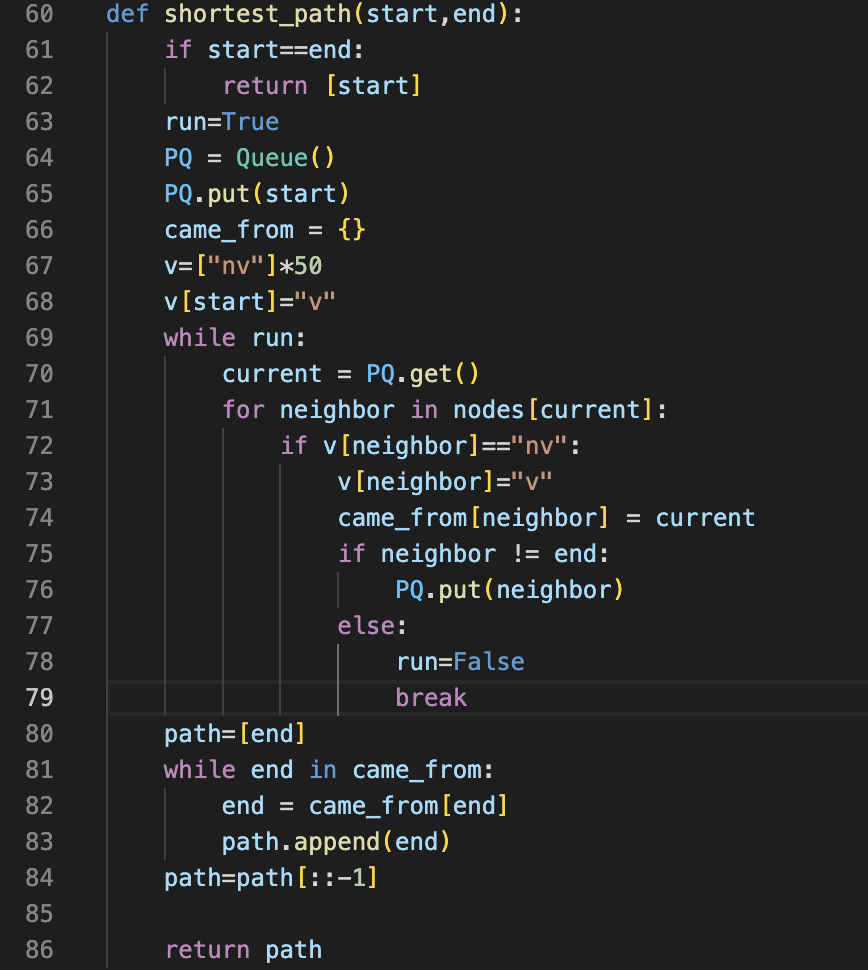 60 def shortest_path(start,end):
61     if start==end:
62         return [start]
63     run=True
64     PQ = Queue()
65     PQ.put(start)
66     came_from = {}
67     v=["nv"]*50
68     v[start]="v"
69     while run:
70         current = PQ.get()
71         for neighbor in nodes[current]:
72             if v[neighbor]=="nv":
73                 v[neighbor]="v"
74                 came_from[neighbor] = current
75                 if neighbor != end:
76                     PQ.put(neighbor)
77                 else:
78                     run=False
79                     break
80     path=[end]
81     while end in came_from:
82         end = came_from[end]
83         path.append(end)
84     path=path[::-1]
85
86     return path